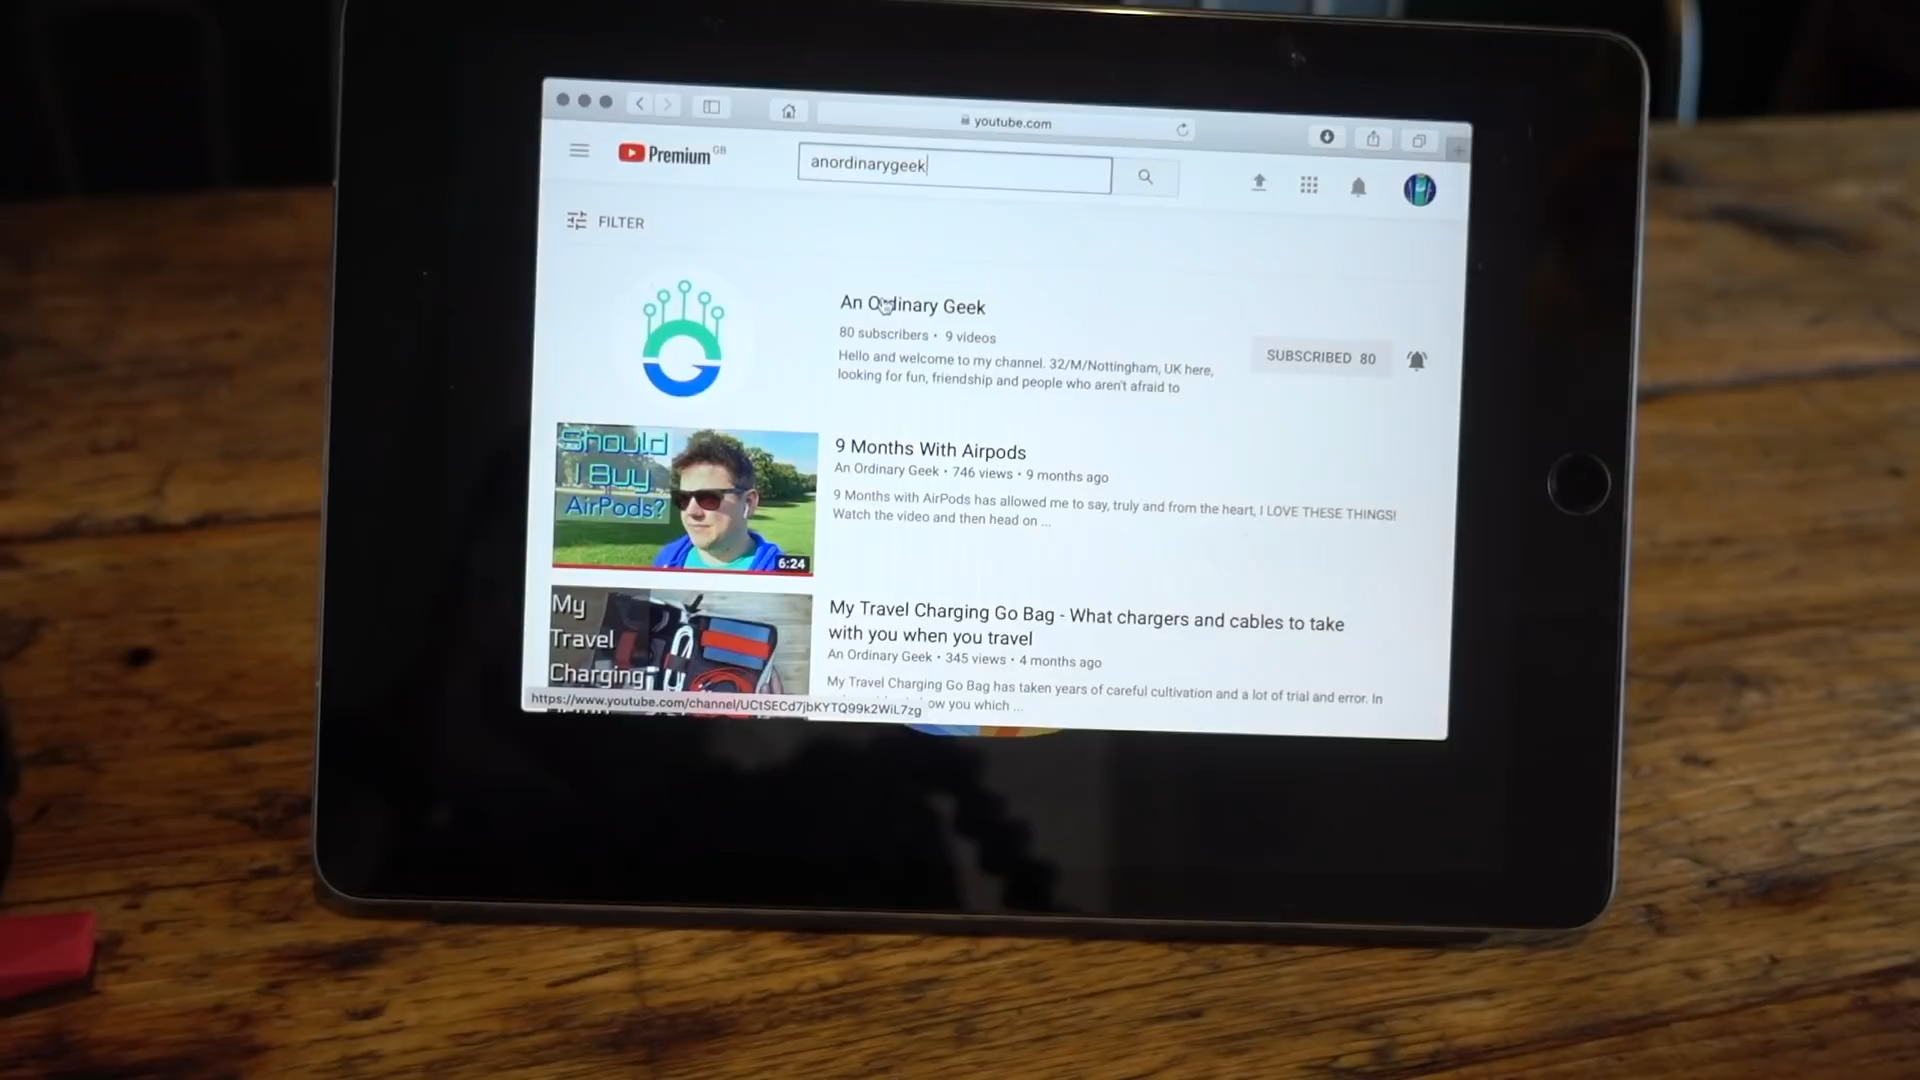 youtube.com
Premium GB
anordinarygeek
FILTER
An Ordinary Geek
80 subscribers • 9 videos
Hello and welcome to my channel. 32/M/Nottingham, UK here,
looking for fun, friendship and people who aren't afraid to
SUBSCRIBED 80
Should
I Buy
AirPods?
6:24
9 Months With Airpods
An Ordinary Geek • 746 views • 9 months ago
9 Months with AirPods has allowed me to say, truly and from the heart, I LOVE THESE THINGS!
Watch the video and then head on ...
My
Travel
Charging
My Travel Charging Go Bag - What chargers and cables to take
with you when you travel
An Ordinary Geek • 345 views • 4 months ago
My Travel Charging Go Bag has taken years of careful cultivation and a lot of trial and error. In
ow you which ...
https://www.youtube.com/channel/UCtSECd7jbKYTQ99k2WiL7zg